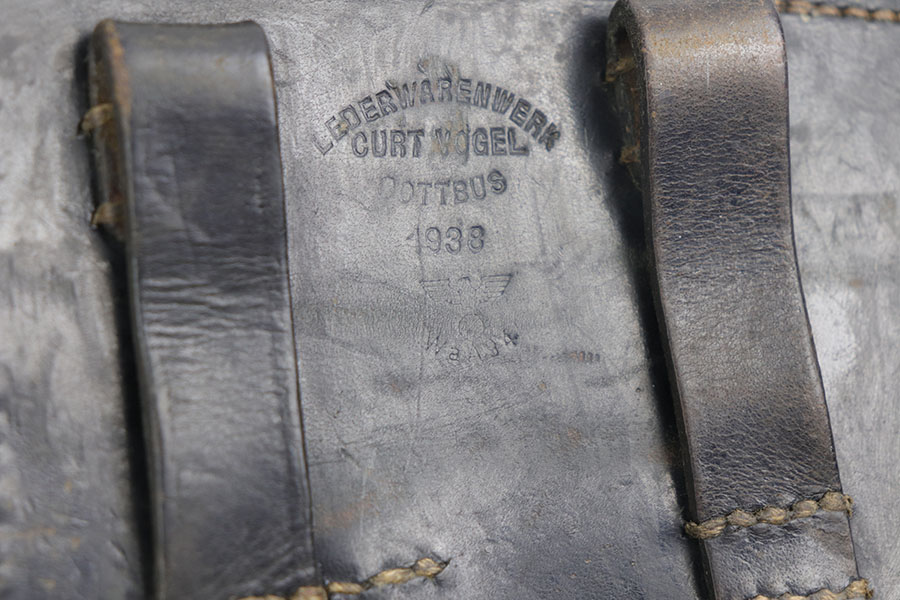 LEDERWARENWERK
CURT VOGEL
COTTBUS
1938